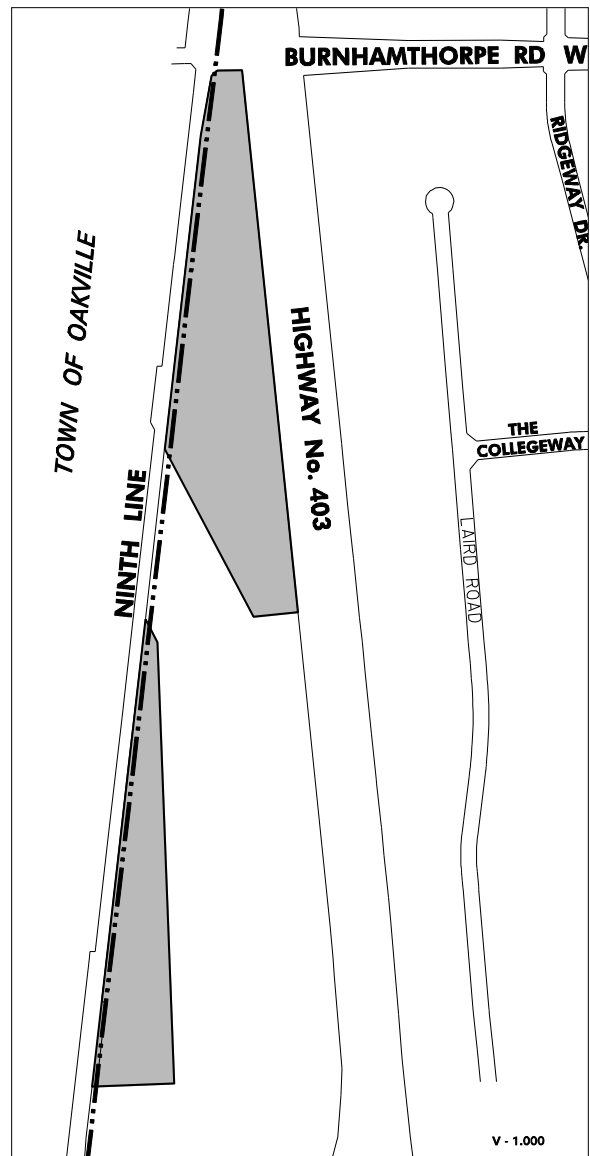 BURNHAMTHORPE RD W
RIDGEWAY DR.
TOWN OF OAKVILLE
HIGHWAY No. 403
THE
COLLEGEWAY
NINTH LINE
LAIRD ROAD
V - 1.000